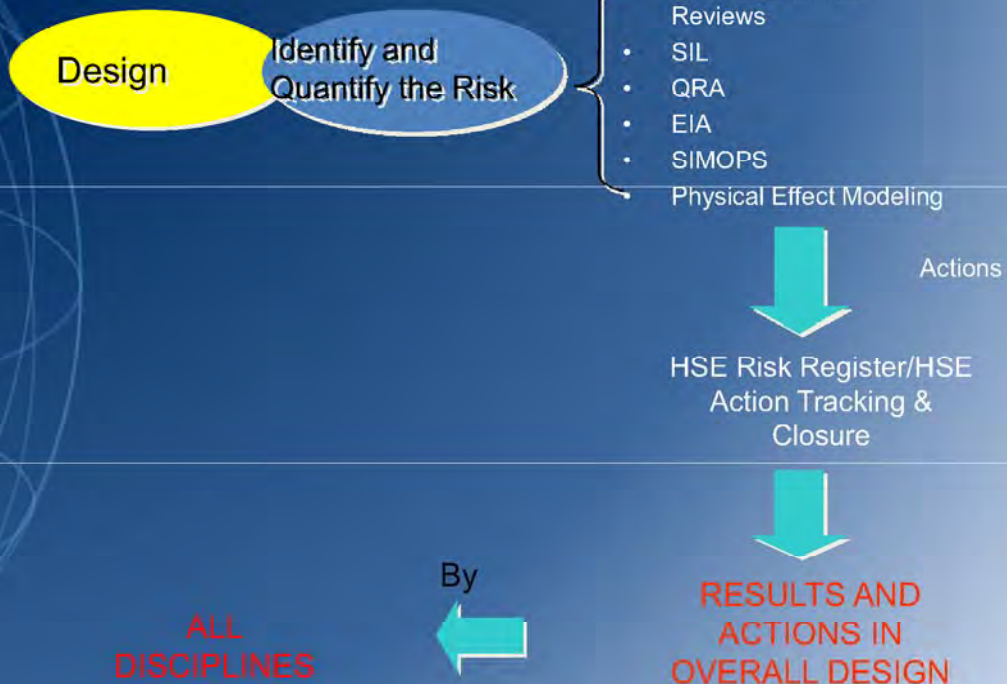 Reviews
Design
Identify and
Quantify the Risk
• SIL
• QRA
• EIA
• SIMOPS
• Physical Effect Modeling
Actions
HSE Risk Register/HSE
Action Tracking &
Closure
By
RESULTS AND
ACTIONS IN
OVERALL DESIGN
ALL
DISCIPLINES